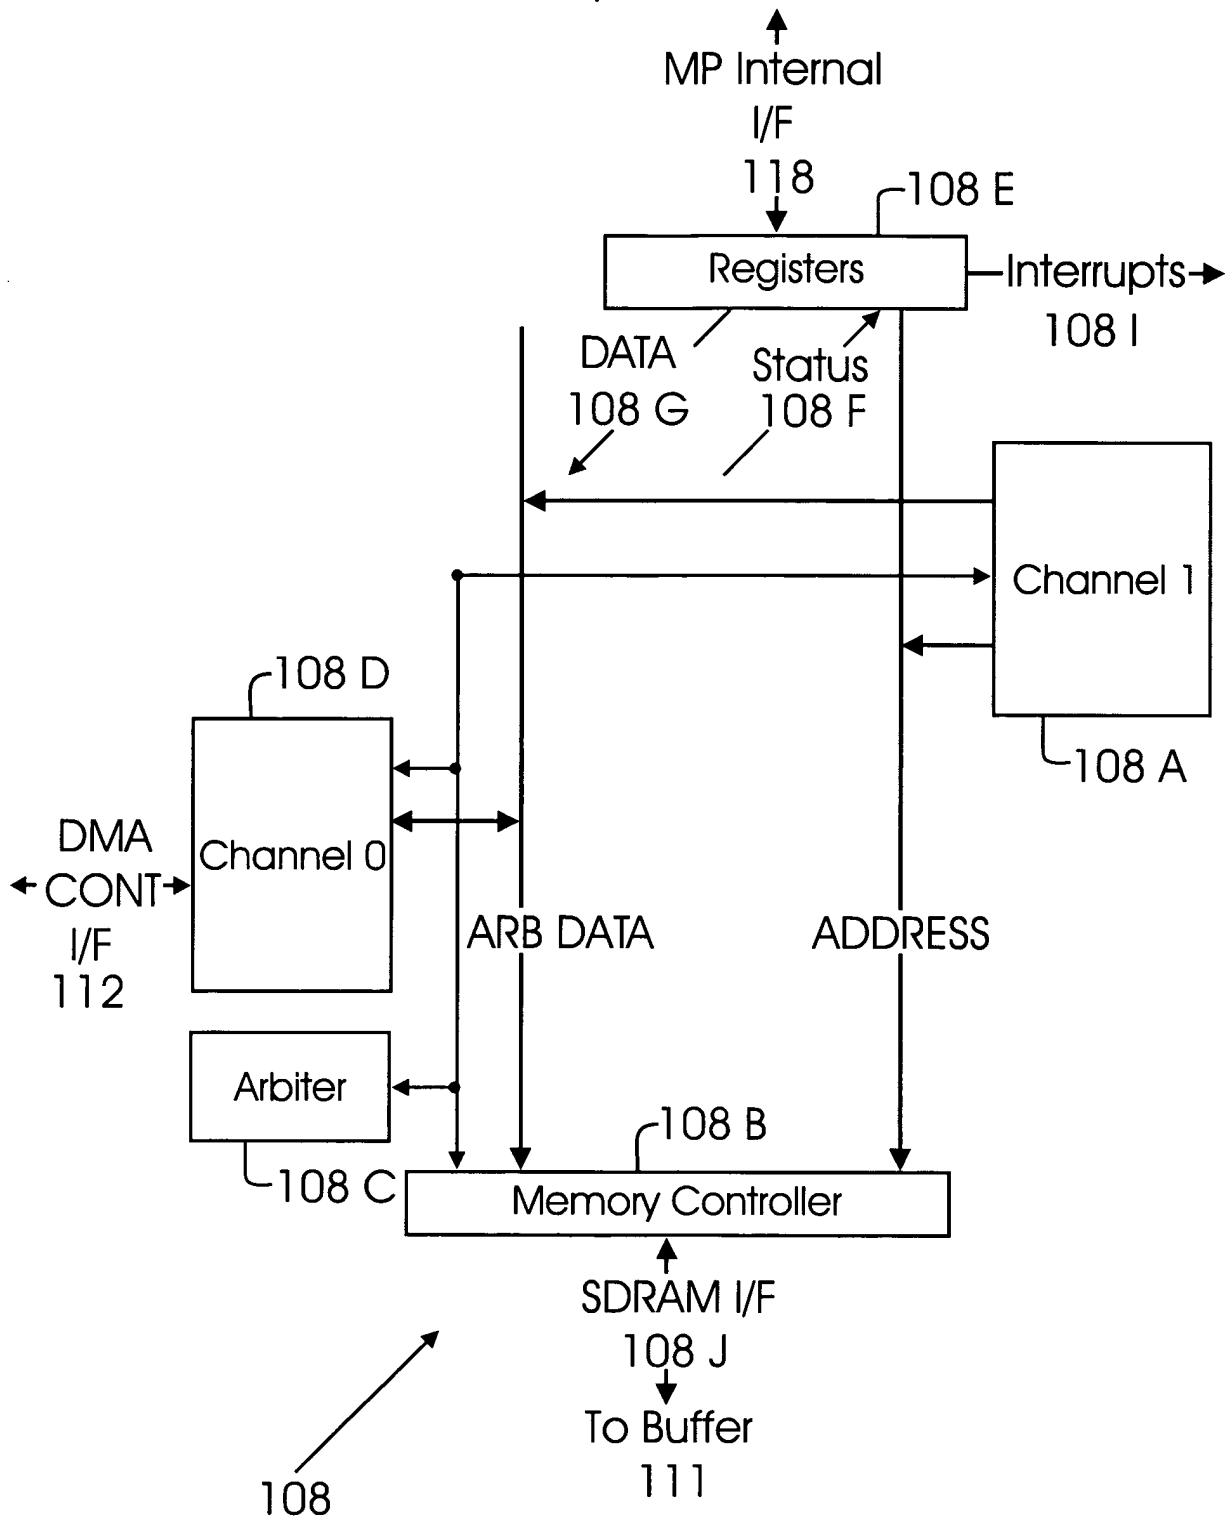 MP Internal
I/F
118
108 E
Registers
Interrupts
108 I
DATA
108 G
Status
108 F
Channel 1
108 A
108 D
Channel 0
DMA
CONT
I/F
112
ARB DATA
ADDRESS
Arbiter
108 C
108 B
Memory Controller
SDRAM I/F
108 J
To Buffer
111
108